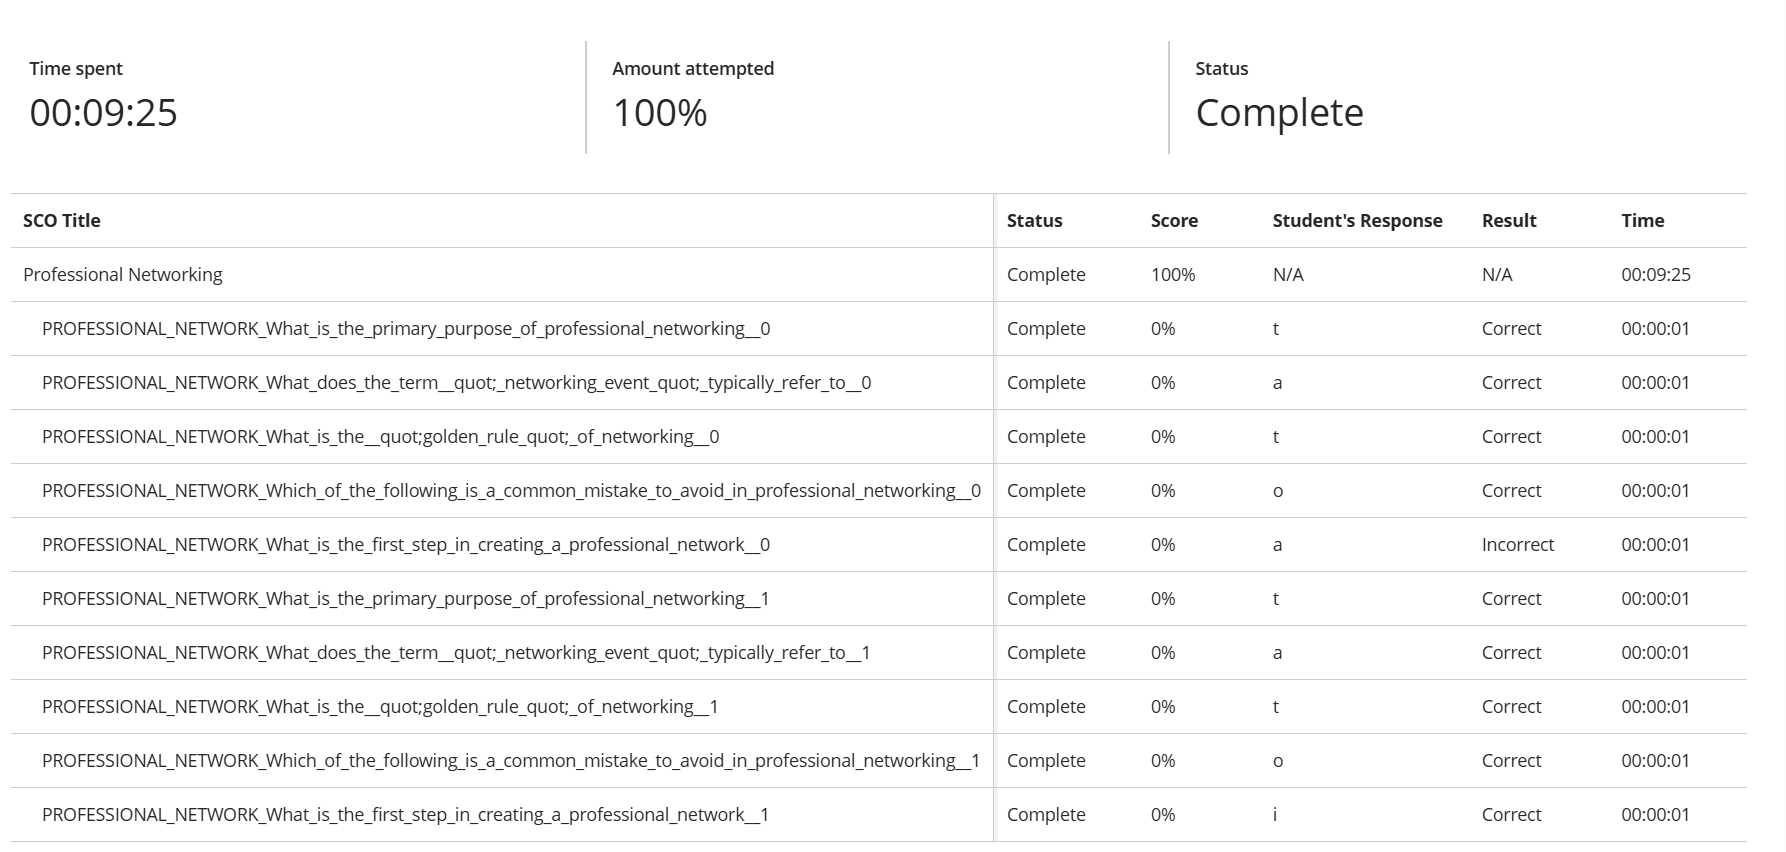 Time spent Amount attempted Status
00:09:25 100% Complete
SCO Title Status Score Student's Response Result Time
Professional Networking Complete 100% N/A N/A 00:09:25
PROFESSIONAL_NETWORK_What_is_the_primary_purpose_of_professional_networking__0 Complete 0% t Correct 00:00:01
PROFESSIONAL_NETWORK_What_does_the_term__quot;_networking_event_quot;_typically_refer_to__0 Complete 0% a Correct 00:00:01
PROFESSIONAL_NETWORK_What_is_the__quot;golden_rule_quot;_of_networking__0 Complete 0% t Correct 00:00:01
PROFESSIONAL_NETWORK_Which_of_the_following_is_a_common_mistake_to_avoid_in_professional_networking__0 Complete 0% o Correct 00:00:01
PROFESSIONAL_NETWORK_What_is_the_first_step_in_creating_a_professional_network__0 Complete 0% a Incorrect 00:00:01
PROFESSIONAL_NETWORK_What_is_the_primary_purpose_of_professional_networking__1 Complete 0% t Correct 00:00:01
PROFESSIONAL_NETWORK_What_does_the_term__quot;_networking_event_quot;_typically_refer_to__1 Complete 0% a Correct 00:00:01
PROFESSIONAL_NETWORK_What_is_the__quot;golden_rule_quot;_of_networking__1 Complete 0% t Correct 00:00:01
PROFESSIONAL_NETWORK_Which_of_the_following_is_a_common_mistake_to_avoid_in_professional_networking__1 Complete 0% o Correct 00:00:01
PROFESSIONAL_NETWORK_What_is_the_first_step_in_creating_a_professional_network__1 Complete 0% i Correct 00:00:01